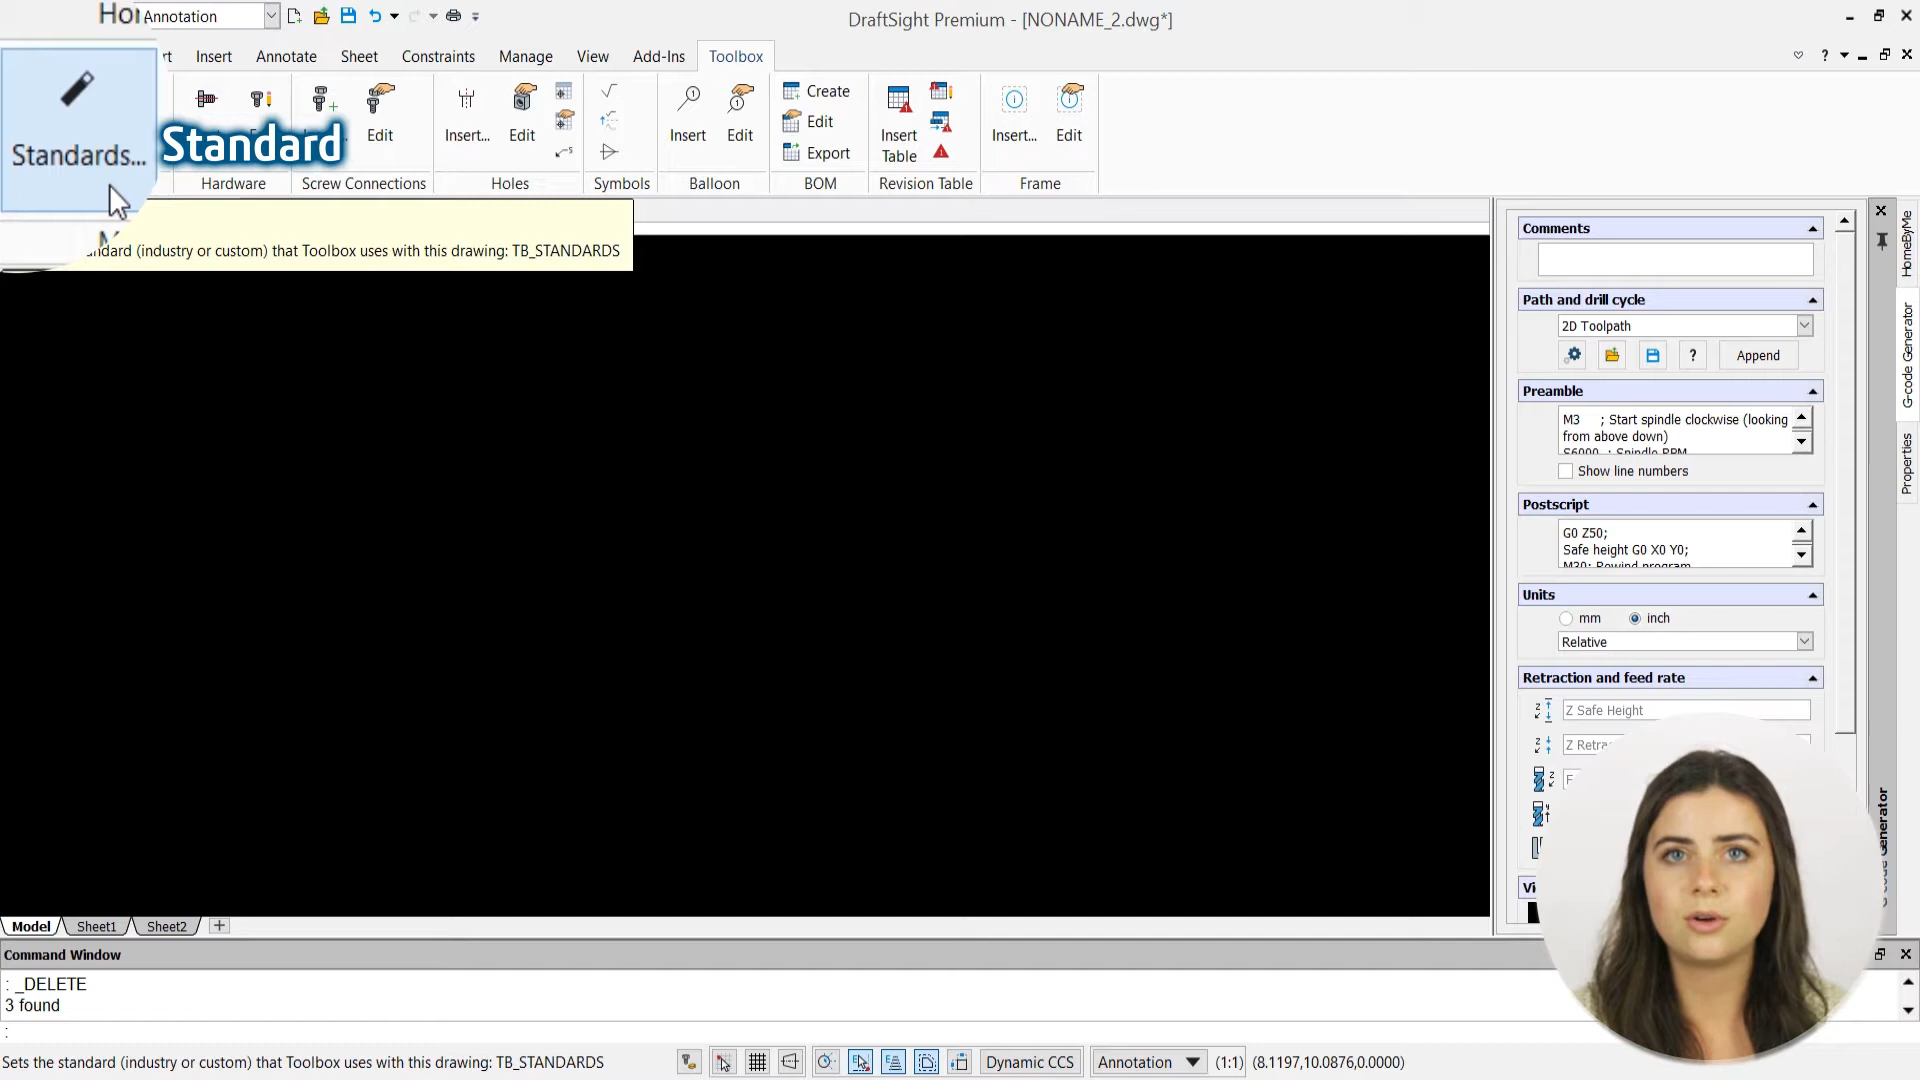 Annotation
DraftSight Premium - [NONAME_2.dwg*]
Insert
Annotate
Sheet
Constraints
Manage
View
Add-Ins
Toolbox
?
Standards...
Standard
Edit
Insert...
Edit
Insert
Edit
Create
Edit
Export
Insert
Table
Insert...
Edit
Hardware
Screw Connections
Holes
Symbols
Balloon
BOM
Revision Table
Frame
(industry or custom) that Toolbox uses with this drawing: TB_STANDARDS
Comments
Path and drill cycle
2D Toolpath
?
Append
Preamble
M3 ; Start spindle clockwise (looking
from above down)
S6000 ; Spindle RPM
Show line numbers
Postscript
G0 Z50;
Safe height G0 X0 Y0;
M30; Rewind program
Units
mm
inch
Relative
Retraction and feed rate
Z Safe Height
HomeByMe
G-code Generator
Properties
Model
Sheet1
Sheet2
+
Command Window
: _DELETE
3 found
:
Sets the standard (industry or custom) that Toolbox uses with this drawing: TB_STANDARDS
Dynamic CCS
Annotation
(1:1)
(8.1197,10.0876,0.0000)